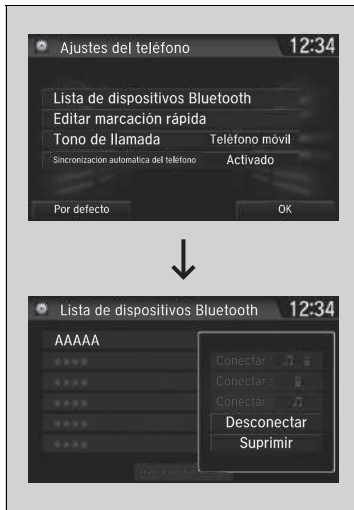 Ajustes del teléfono 12:34
Lista de dispositivos Bluetooth
Editar marcación rápida
Tono de llamada Teléfono móvil
Sincronización automática del teléfono Activado
Por defecto OK
Lista de dispositivos Bluetooth 12:34
AAAAA
Conectar :
Conectar :
Conectar :
Desconectar
Suprimir